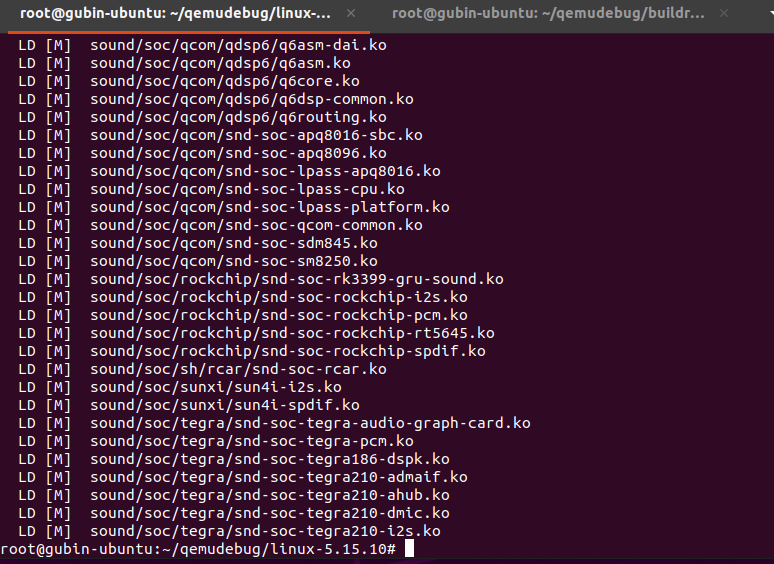 root@gubin-ubuntu: ~/qemudebug/linux-... × root@gubin-ubuntu: ~/qemudebug/buildr... ×
LD [M] sound/soc/qcom/qdsp6/q6asm-dai.ko
LD [M] sound/soc/qcom/qdsp6/q6asm.ko
LD [M] sound/soc/qcom/qdsp6/q6core.ko
LD [M] sound/soc/qcom/qdsp6/q6dsp-common.ko
LD [M] sound/soc/qcom/qdsp6/q6routing.ko
LD [M] sound/soc/qcom/snd-soc-apq8016-sbc.ko
LD [M] sound/soc/qcom/snd-soc-apq8096.ko
LD [M] sound/soc/qcom/snd-soc-lpass-apq8016.ko
LD [M] sound/soc/qcom/snd-soc-lpass-cpu.ko
LD [M] sound/soc/qcom/snd-soc-lpass-platform.ko
LD [M] sound/soc/qcom/snd-soc-qcom-common.ko
LD [M] sound/soc/qcom/snd-soc-sdm845.ko
LD [M] sound/soc/qcom/snd-soc-sm8250.ko
LD [M] sound/soc/rockchip/snd-soc-rk3399-gru-sound.ko
LD [M] sound/soc/rockchip/snd-soc-rockchip-i2s.ko
LD [M] sound/soc/rockchip/snd-soc-rockchip-pcm.ko
LD [M] sound/soc/rockchip/snd-soc-rockchip-rt5645.ko
LD [M] sound/soc/rockchip/snd-soc-rockchip-spdif.ko
LD [M] sound/soc/sh/rcar/snd-soc-rcar.ko
LD [M] sound/soc/sunxi/sun4i-i2s.ko
LD [M] sound/soc/sunxi/sun4i-spdif.ko
LD [M] sound/soc/tegra/snd-soc-tegra-audio-graph-card.ko
LD [M] sound/soc/tegra/snd-soc-tegra-pcm.ko
LD [M] sound/soc/tegra/snd-soc-tegra186-dspk.ko
LD [M] sound/soc/tegra/snd-soc-tegra210-admaif.ko
LD [M] sound/soc/tegra/snd-soc-tegra210-ahub.ko
LD [M] sound/soc/tegra/snd-soc-tegra210-dmic.ko
LD [M] sound/soc/tegra/snd-soc-tegra210-i2s.ko
root@gubin-ubuntu:~/qemudebug/linux-5.15.10#